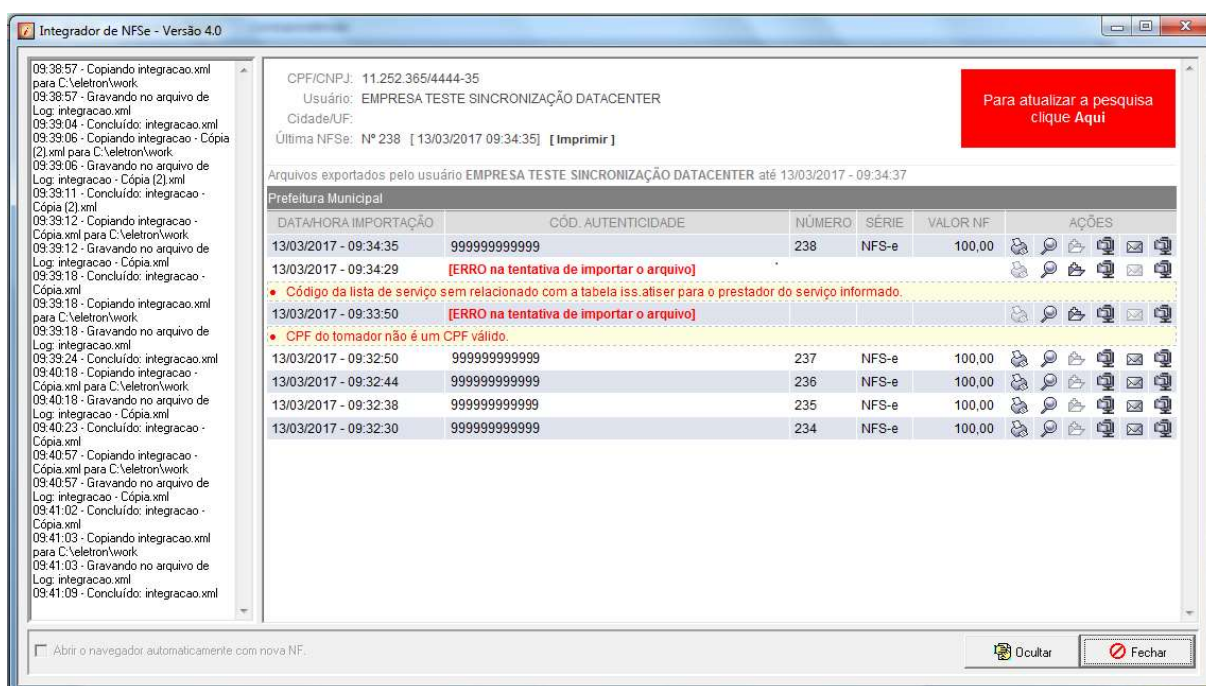 Integrador de NFSe - Versão 4.0
09:38:57 - Copiando integracao.xml
para C:\eletron\work
09:38:57 - Gravando no arquivo de
Log: integracao.xml
09:39:04 - Concluído: integracao.xml
09:39:06 - Copiando integracao - Cópia
(2).xml para C:\eletron\work
09:39:06 - Gravando no arquivo de
Log: integracao - Cópia (2).xml
09:39:11 - Concluído: integracao -
Cópia (2).xml
09:39:12 - Copiando integracao -
Cópia.xml para C:\eletron\work
09:39:12 - Gravando no arquivo de
Log: integracao - Cópia.xml
09:39:18 - Concluído: integracao -
Cópia.xml
09:39:18 - Copiando integracao.xml
para C:\eletron\work
09:39:18 - Gravando no arquivo de
Log: integracao.xml
09:39:24 - Concluído: integracao.xml
09:40:18 - Copiando integracao -
Cópia.xml para C:\eletron\work
09:40:18 - Gravando no arquivo de
Log: integracao - Cópia.xml
09:40:23 - Concluído: integracao -
Cópia.xml
09:40:57 - Copiando integracao -
Cópia.xml para C:\eletron\work
09:40:57 - Gravando no arquivo de
Log: integracao - Cópia.xml
09:41:02 - Concluído: integracao -
Cópia.xml
09:41:03 - Copiando integracao.xml
para C:\eletron\work
09:41:03 - Gravando no arquivo de
Log: integracao.xml
09:41:09 - Concluído: integracao.xml
CPF/CNPJ: 11.252.365/4444-35
Usuário: EMPRESA TESTE SINCRONIZAÇÃO DATACENTER
Cidade/UF:
Última NFSe: Nº 238 [ 13/03/2017 09:34:35] [ Imprimir ]
Para atualizar a pesquisa
clique Aqui
Arquivos exportados pelo usuário EMPRESA TESTE SINCRONIZAÇÃO DATACENTER até 13/03/2017 - 09:34:37
Prefeitura Municipal
DATA/HORA IMPORTAÇÃO CÓD. AUTENTICIDADE NÚMERO SÉRIE VALOR NF AÇÕES
13/03/2017 - 09:34:35 999999999999 238 NFS-e 100,00
13/03/2017 - 09:34:29 [ERRO na tentativa de importar o arquivo]
• Código da lista de serviço sem relacionado com a tabela iss.atiser para o prestador do serviço informado.
13/03/2017 - 09:33:50 [ERRO na tentativa de importar o arquivo]
• CPF do tomador não é um CPF válido.
13/03/2017 - 09:32:50 999999999999 237 NFS-e 100,00
13/03/2017 - 09:32:44 999999999999 236 NFS-e 100,00
13/03/2017 - 09:32:38 999999999999 235 NFS-e 100,00
13/03/2017 - 09:32:30 999999999999 234 NFS-e 100,00
Abrir o navegador automaticamente com nova NF.
Ocultar
Fechar